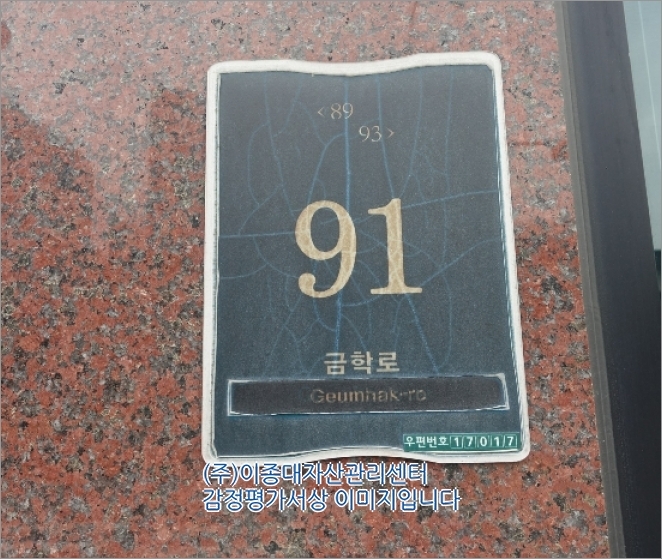 <89
93>
91
금학로
Geumhak-ro
우편번호 17017
(주)이종대자산관리센터
감정평가서상 이미지입니다